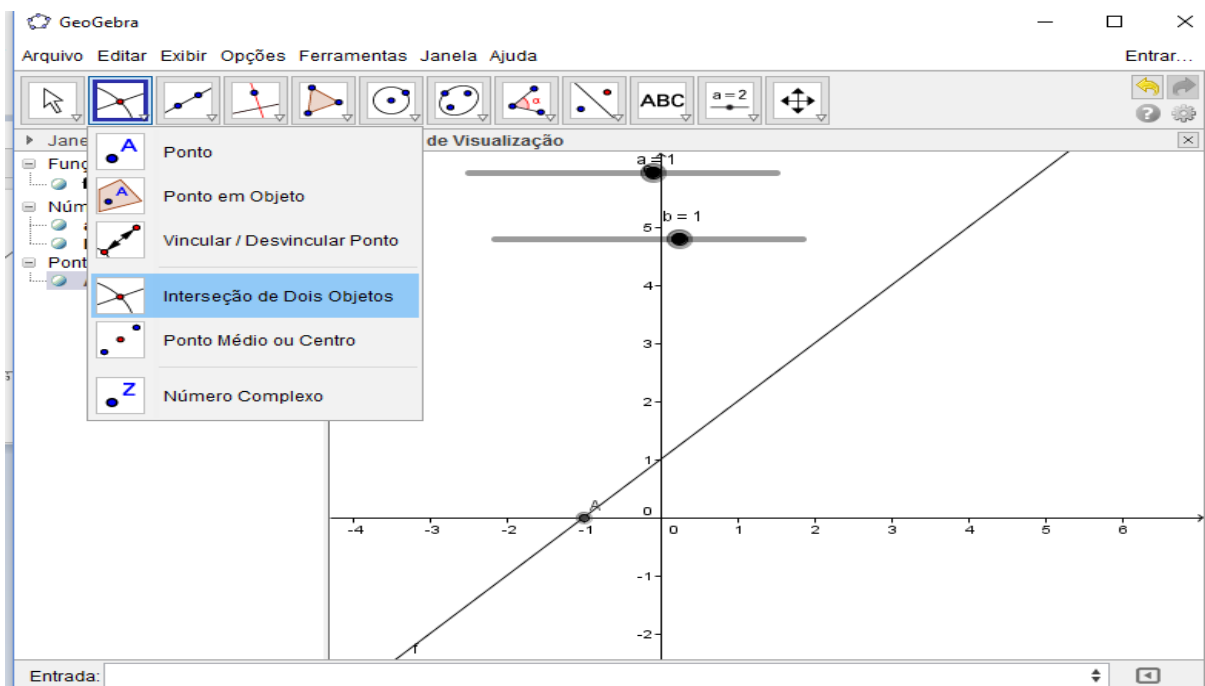 GeoGebra
Arquivo Editar Exibir Opções Ferramentas Janela Ajuda
Entrar...
ABC
a=2
α
de Visualização
A
Ponto
A
Ponto em Objeto
Vincular / Desvincular Ponto
Interseção de Dois Objetos
Ponto Médio ou Centro
Z
Número Complexo
b = 1
5
4
3
2
1
0
-1
-2
-4 -3 -2 -1 0 1 2 3 4 5 6
A
f
Entrada: